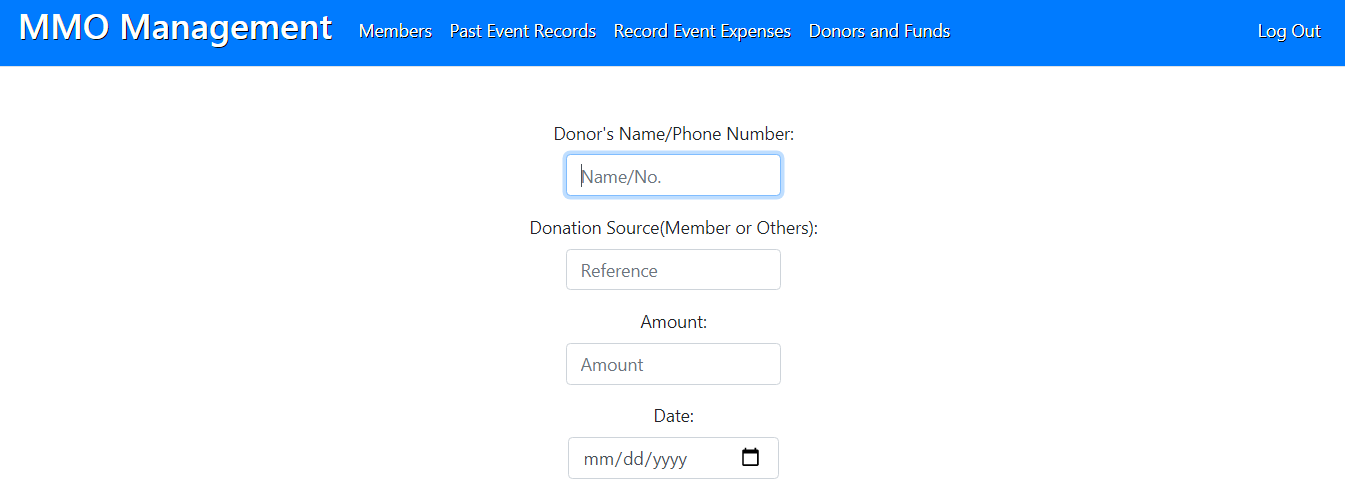 MMO Management Members Past Event Records Record Event Expenses Donors and Funds Log Out
Donor's Name/Phone Number:
Name/No.
Donation Source(Member or Others):
Reference
Amount:
Amount
Date:
mm/dd/yyyy